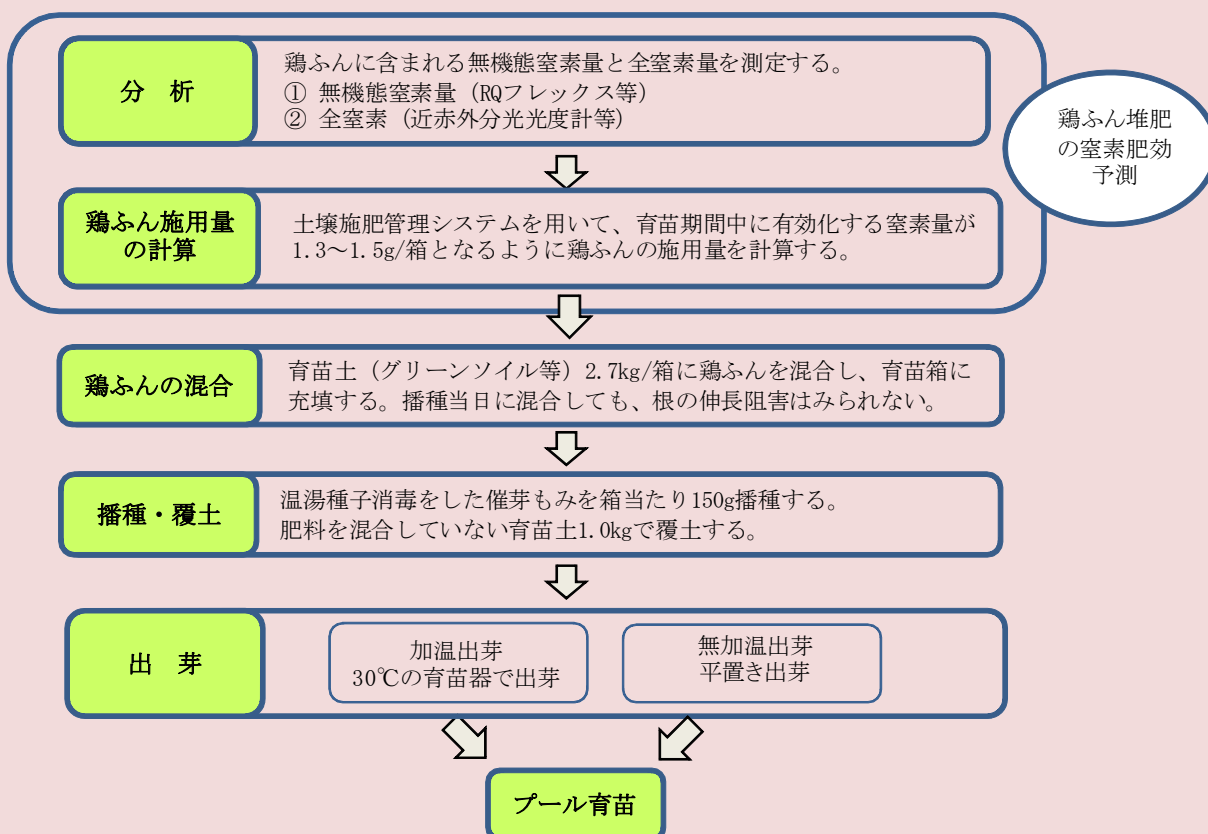 分　析
鶏ふんに含まれる無機態窒素量と全窒素量を測定する。
① 無機態窒素量（RQフレックス等）
② 全窒素（近赤外分光光度計等）
鶏ふん堆肥
の窒素肥効
予測
鶏ふん施用量
の計算
土壌施肥管理システムを用いて、育苗期間中に有効化する窒素量が
1.3～1.5g/箱となるように鶏ふんの施用量を計算する。
鶏ふんの混合
育苗土（グリーンソイル等）2.7kg/箱に鶏ふんを混合し、育苗箱に
充填する。播種当日に混合しても、根の伸長阻害はみられない。
播種・覆土
温湯種子消毒をした催芽もみを箱当たり150g播種する。
肥料を混合していない育苗土1.0kgで覆土する。
出　芽
加温出芽
30℃の育苗器で出芽
無加温出芽
平置き出芽
プール育苗